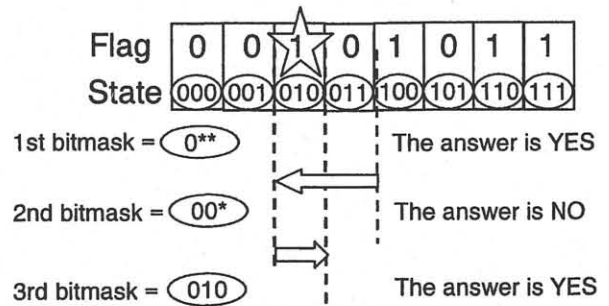 Flag 0 0 1 0 1 0 1 1
State 000 001 010 011 100 101 110 111
1st bitmask = 0** The answer is YES
2nd bitmask = 00* The answer is NO
3rd bitmask = 010 The answer is YES